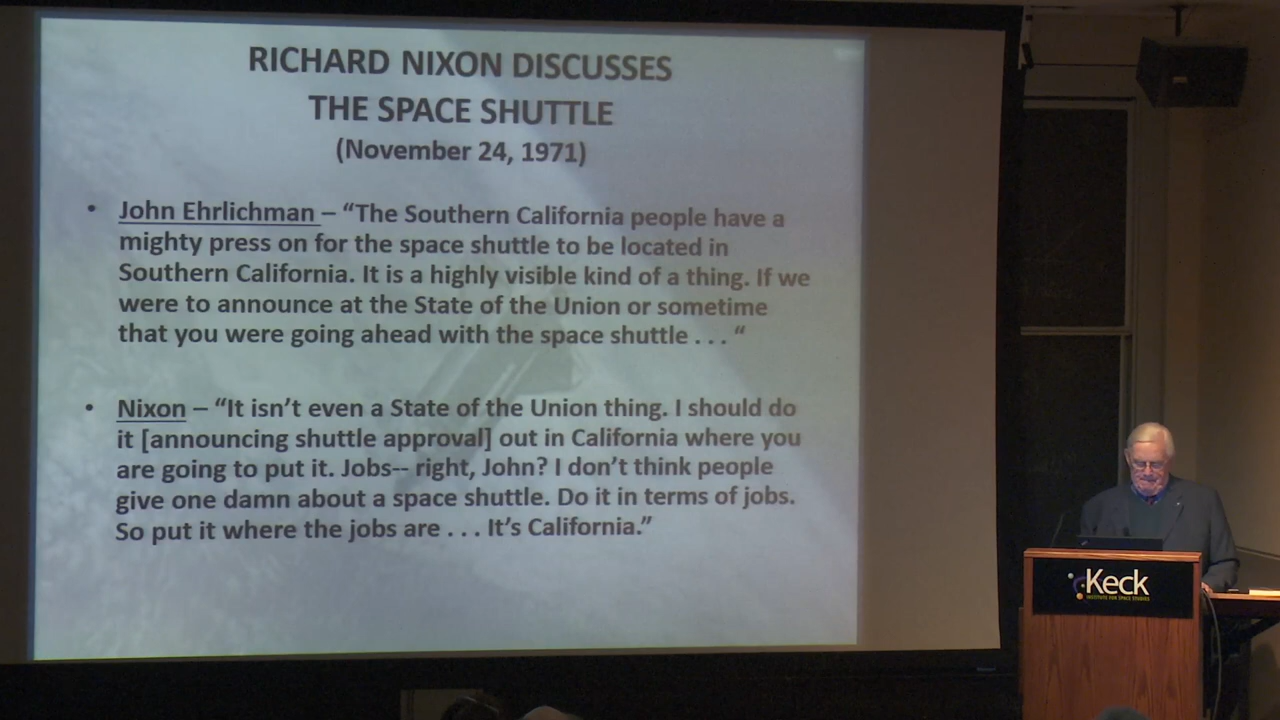 RICHARD NIXON DISCUSSES
THE SPACE SHUTTLE
(November 24, 1971)
• John Ehrlichman – “The Southern California people have a
mighty press on for the space shuttle to be located in
Southern California. It is a highly visible kind of a thing. If we
were to announce at the State of the Union or sometime
that you were going ahead with the space shuttle . . . “
• Nixon – “It isn’t even a State of the Union thing. I should do
it [announcing shuttle approval] out in California where you
are going to put it. Jobs-- right, John? I don’t think people
give one damn about a space shuttle. Do it in terms of jobs.
So put it where the jobs are . . . It’s California.”
Keck
INSTITUTE FOR SPACE STUDIES